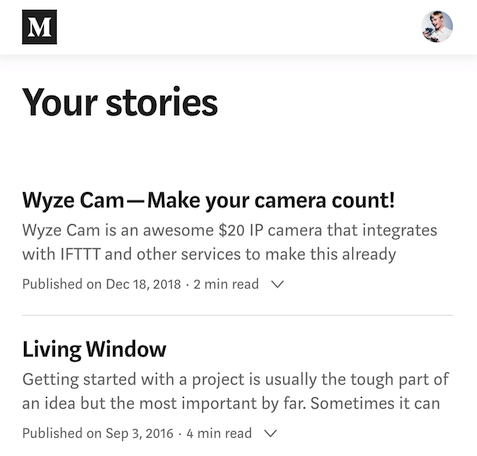 M
Your stories
Wyze Cam — Make your camera count!
Wyze Cam is an awesome $20 IP camera that integrates
with IFTTT and other services to make this already
Published on Dec 18, 2018 · 2 min read
Living Window
Getting started with a project is usually the tough part of
an idea but the most important by far. Sometimes it can
Published on Sep 3, 2016 · 4 min read